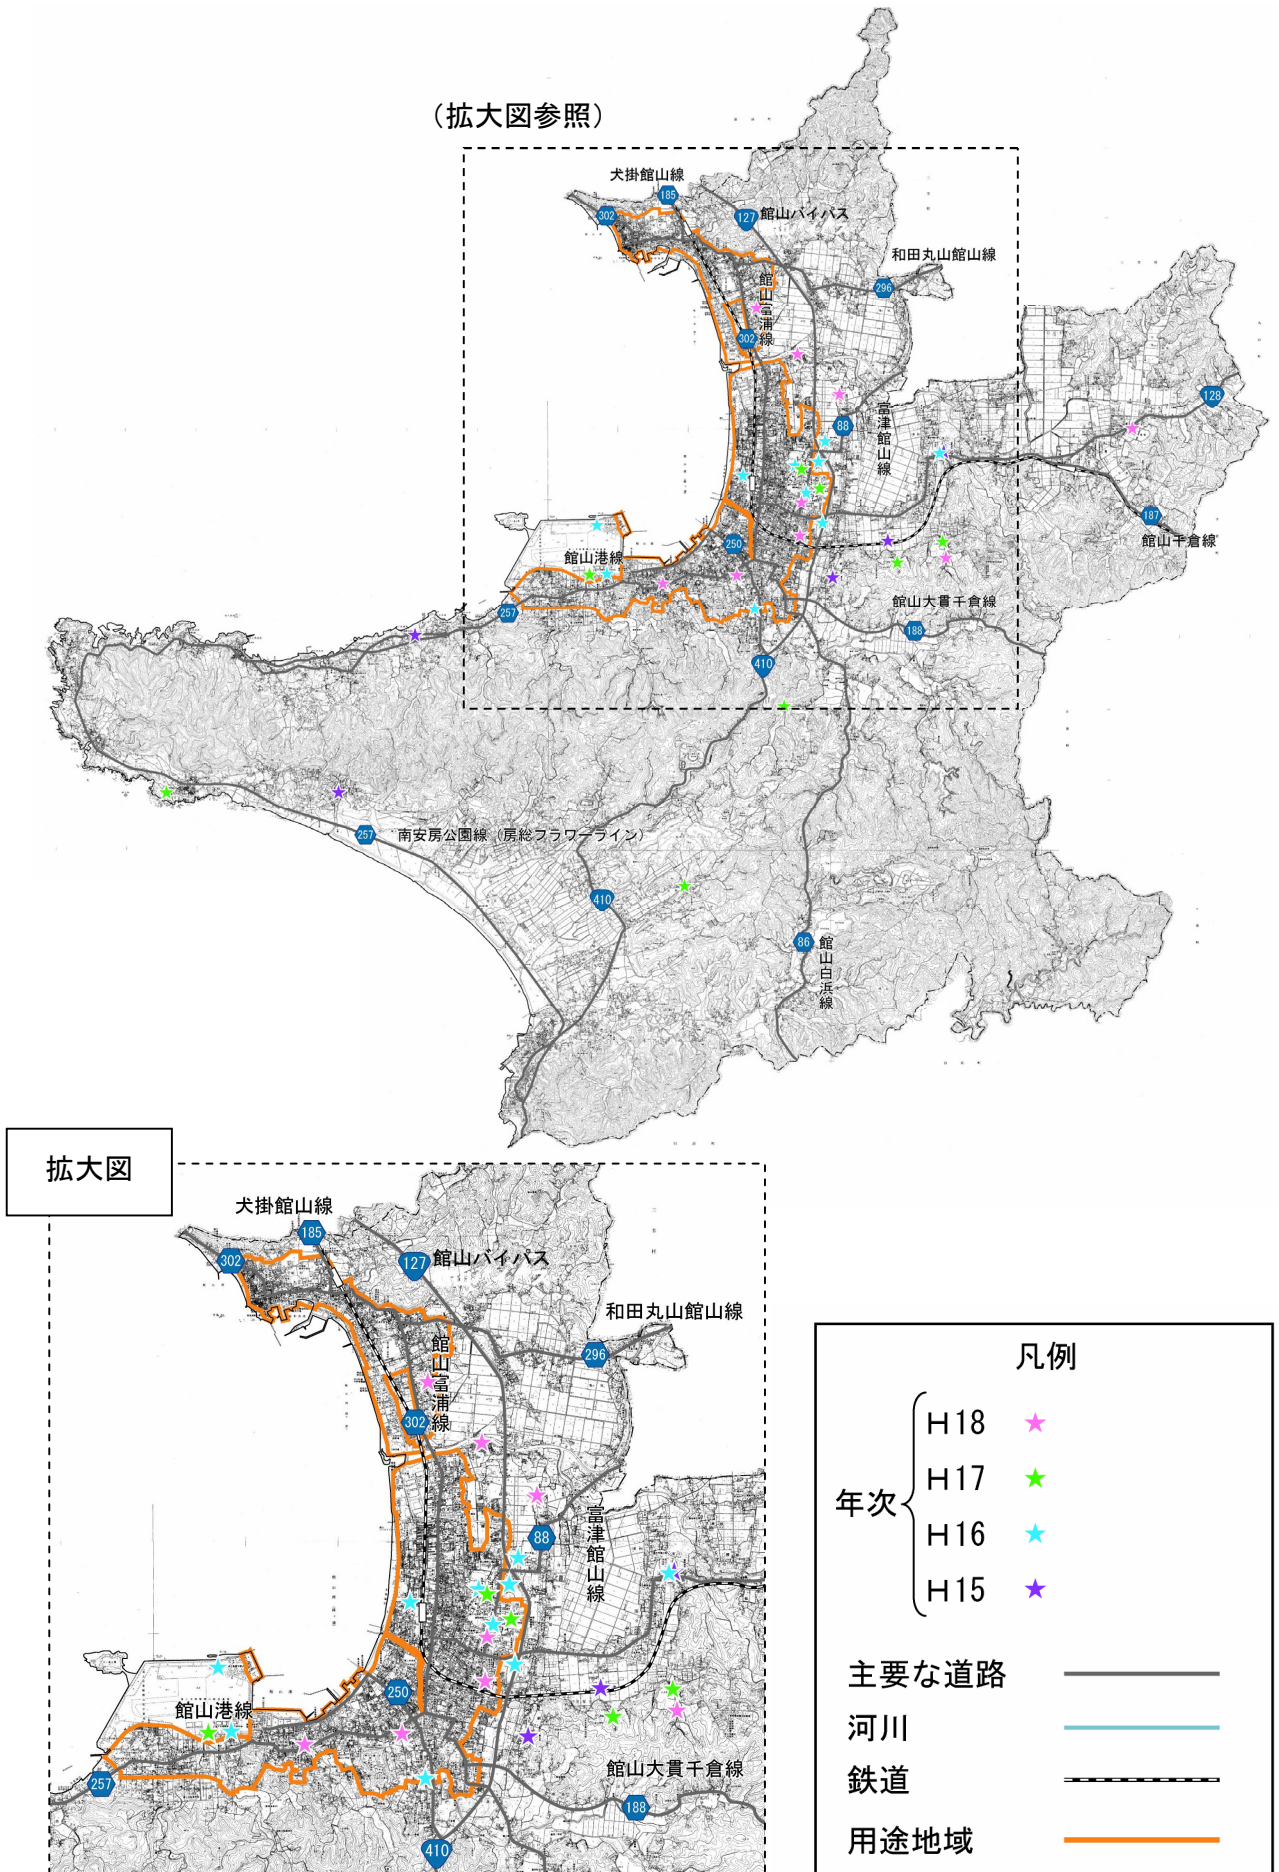 （拡大図参照）
犬掛館山線
185
302
127
館山バイパス
和田丸山館山線
296
館山富浦線
302
128
88
富津館山線
187
館山千倉線
250
館山港線
257
館山大貫千倉線
188
410
257
南安房公園線（房総フラワーライン）
410
86
館山白浜線
拡大図
犬掛館山線
185
302
127
館山バイパス
和田丸山館山線
296
館山富浦線
302
88
富津館山線
250
館山港線
257
館山大貫千倉線
188
410
凡例
年次
H18
H17
H16
H15
主要な道路
河川
鉄道
用途地域